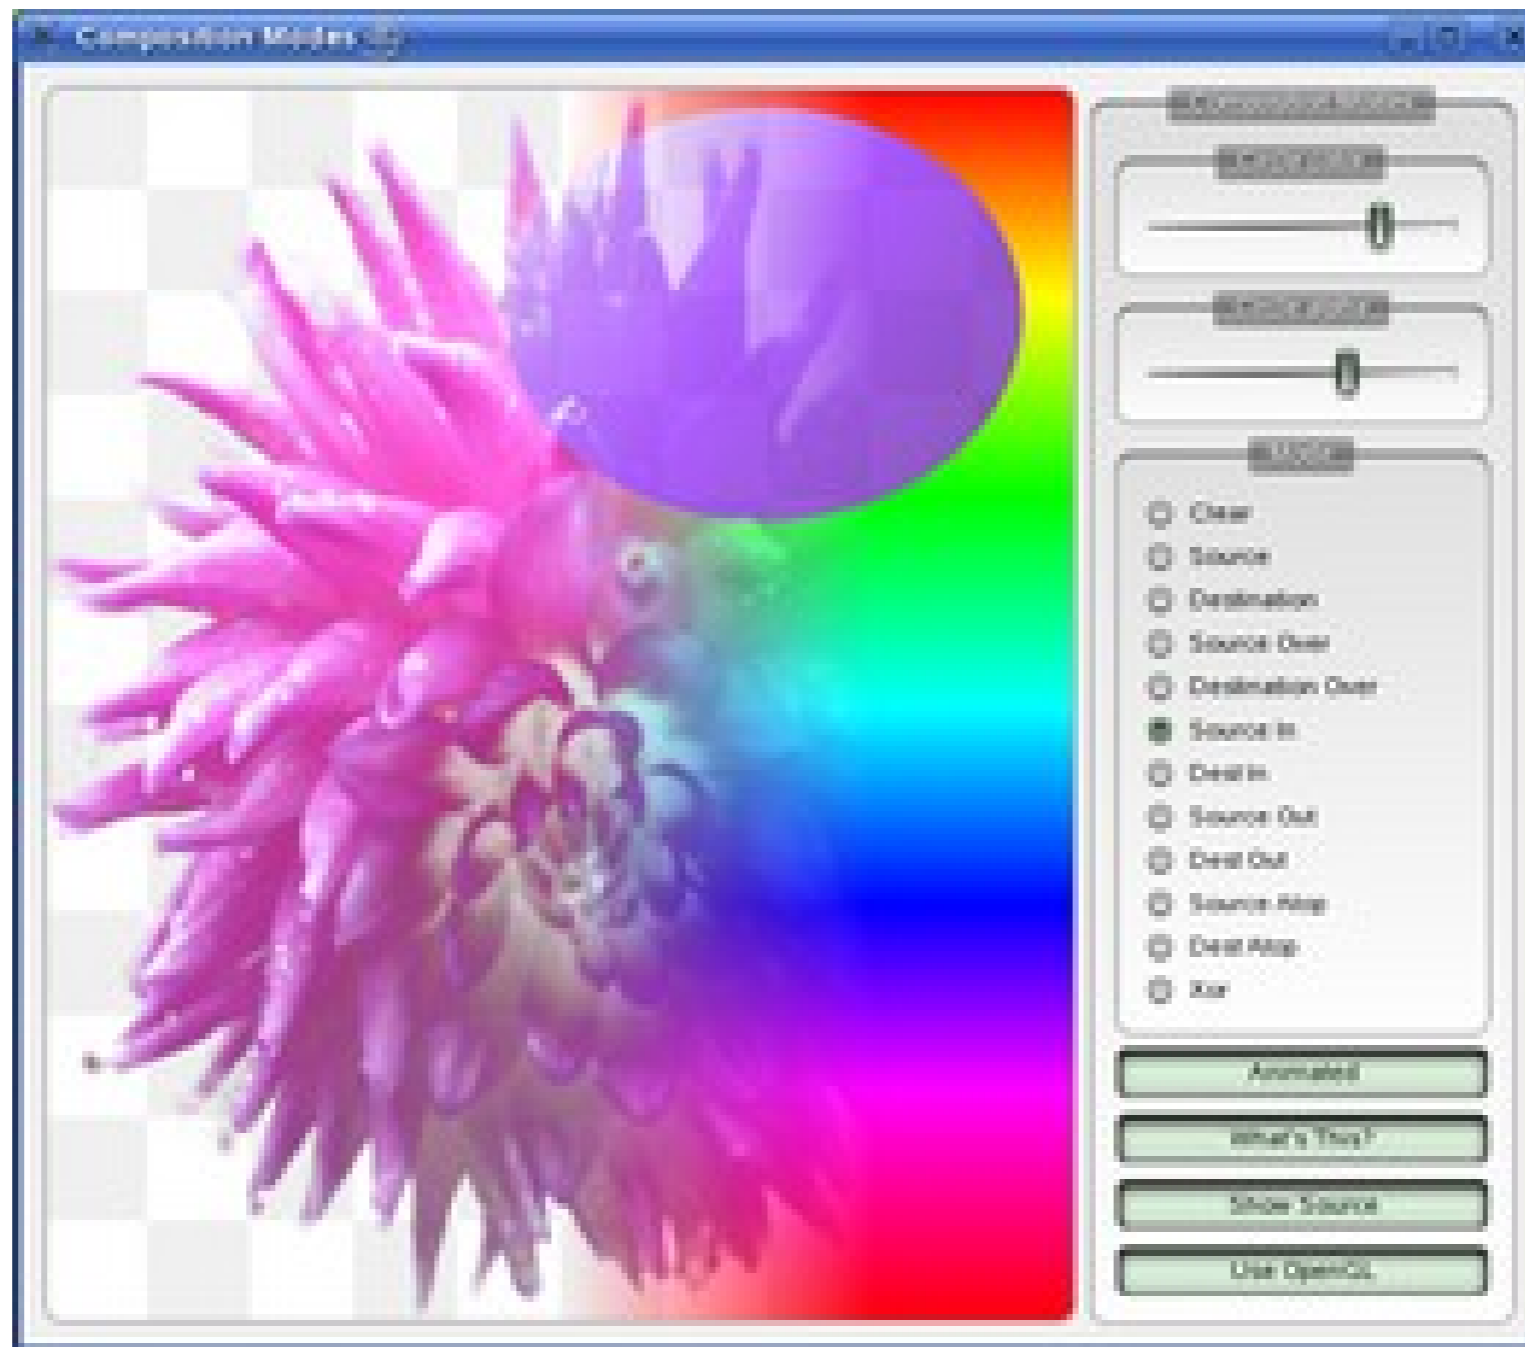 Composition Modes
Mode
Clear
Source
Destination
Source Over
Destination Over
Source In
Dest In
Source Out
Dest Out
Source Atop
Dest Atop
Xor
Animated
What's This?
Show Source
Use OpenGL